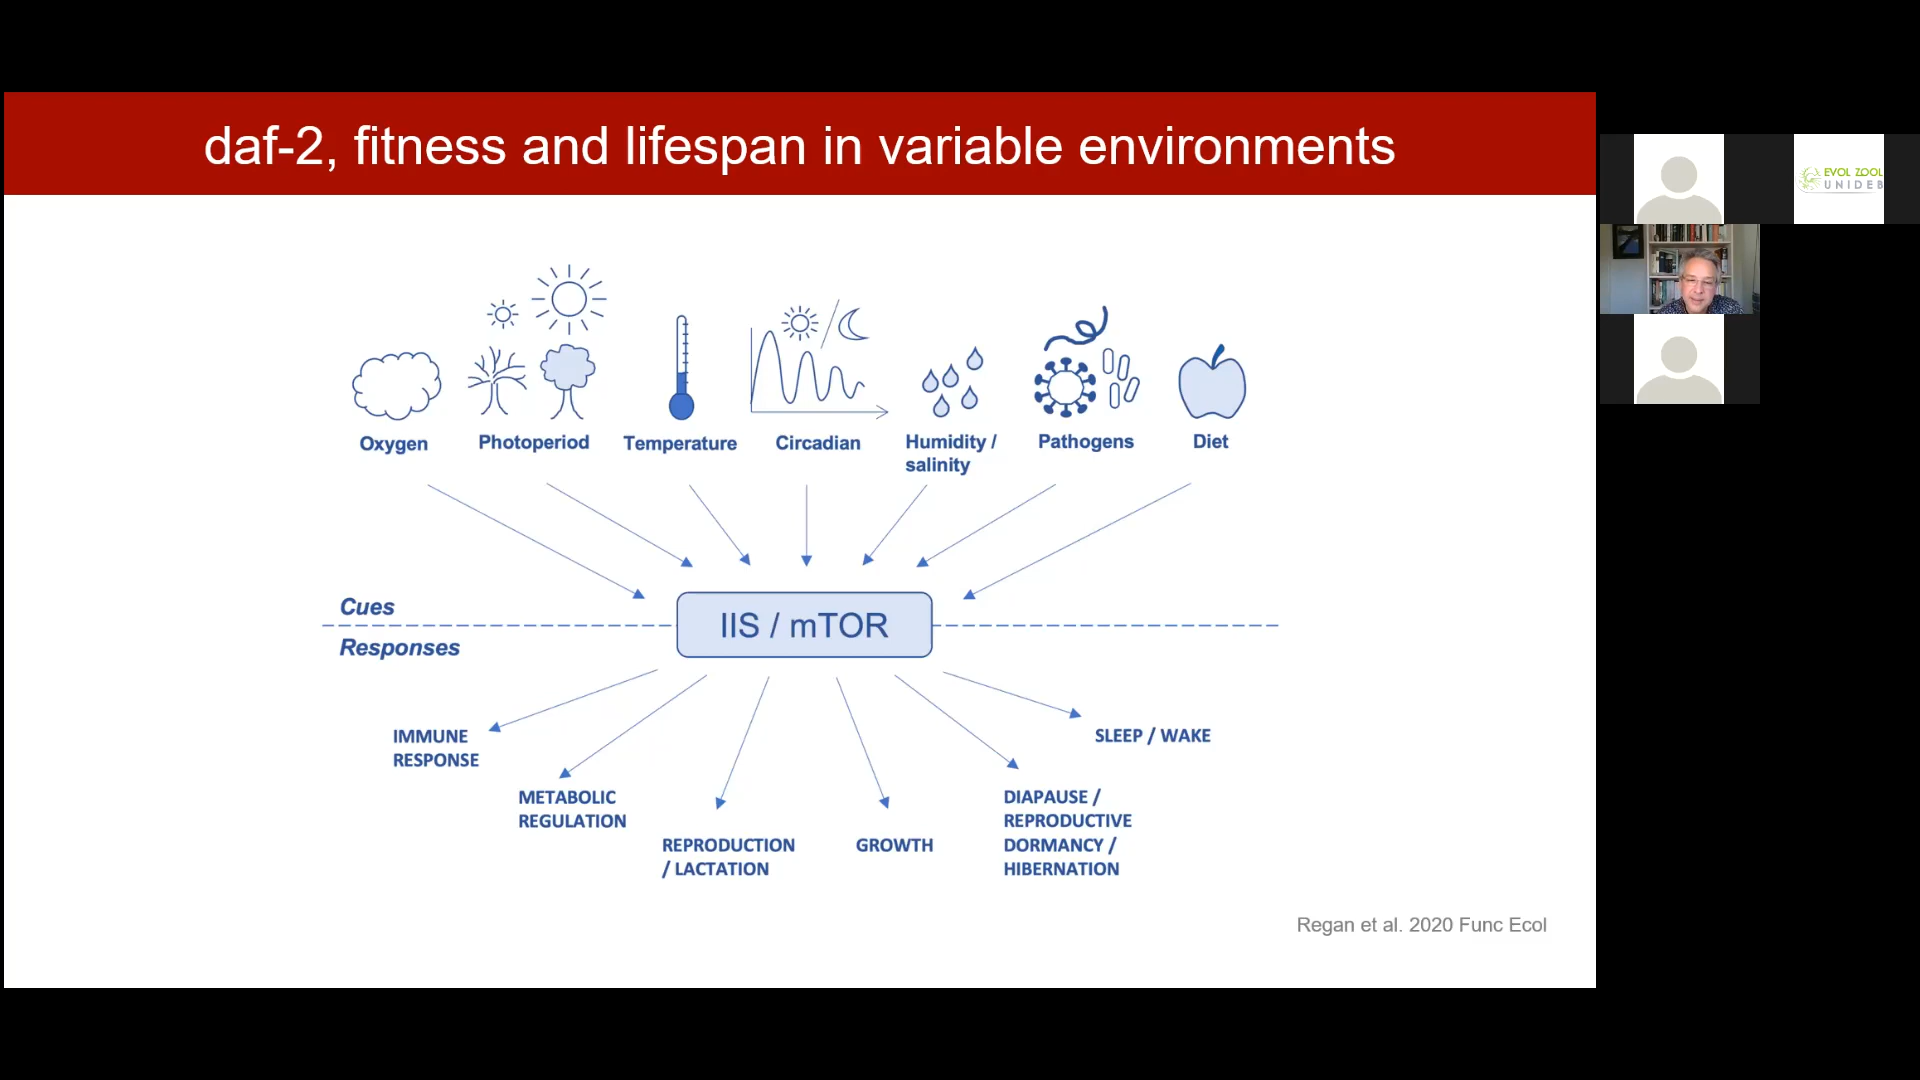 daf-2, fitness and lifespan in variable environments
EVOL ZOOL
UNIDEB
Oxygen
Photoperiod
Temperature
Circadian
Humidity /
salinity
Pathogens
Diet
Cues
IIS / mTOR
Responses
IMMUNE
RESPONSE
SLEEP / WAKE
METABOLIC
REGULATION
REPRODUCTION
/ LACTATION
GROWTH
DIAPAUSE /
REPRODUCTIVE
DORMANCY /
HIBERNATION
Regan et al. 2020 Func Ecol